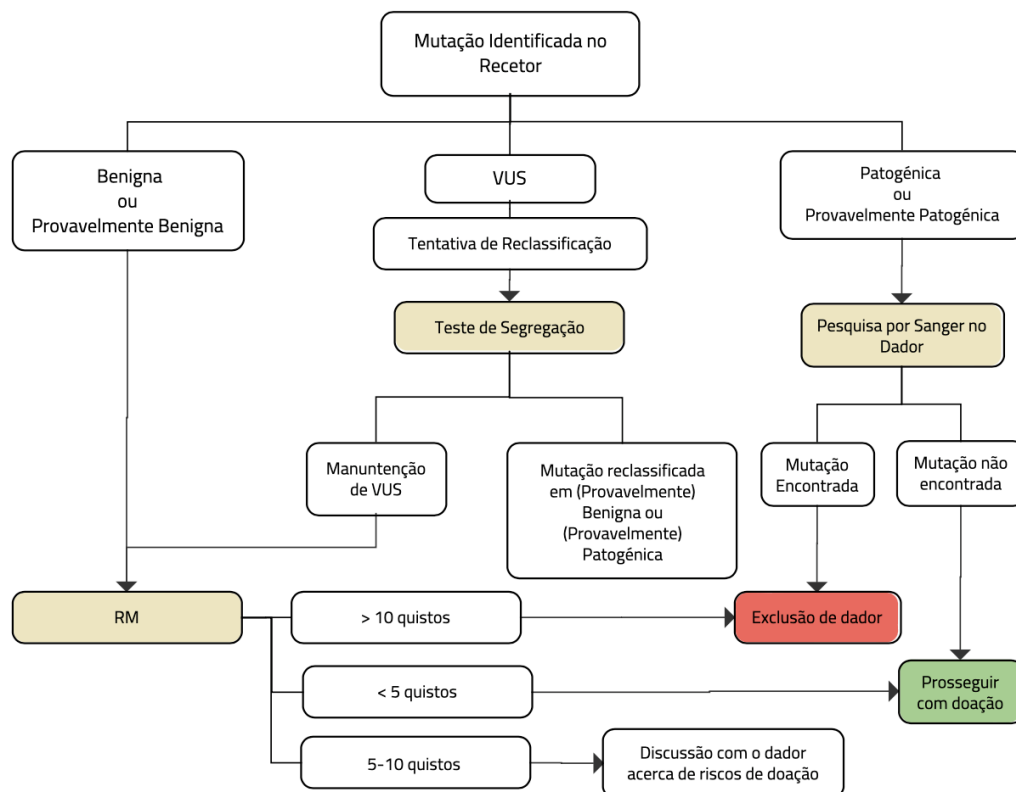 Mutação Identificada no
Recetor
Benigna
ou
Provavelmente Benigna
VUS
Patogénica
ou
Provavelmente Patogénica
Tentativa de Reclassificação
Teste de Segregação
Pesquisa por Sanger no
Dador
Manuntenção
de VUS
Mutação reclassificada
em (Provavelmente)
Benigna ou
(Provavelmente)
Patogénica
Mutação
Encontrada
Mutação não
encontrada
RM
> 10 quistos
Exclusão de dador
< 5 quistos
Prosseguir
com doação
5-10 quistos
Discussão com o dador
acerca de riscos de doação